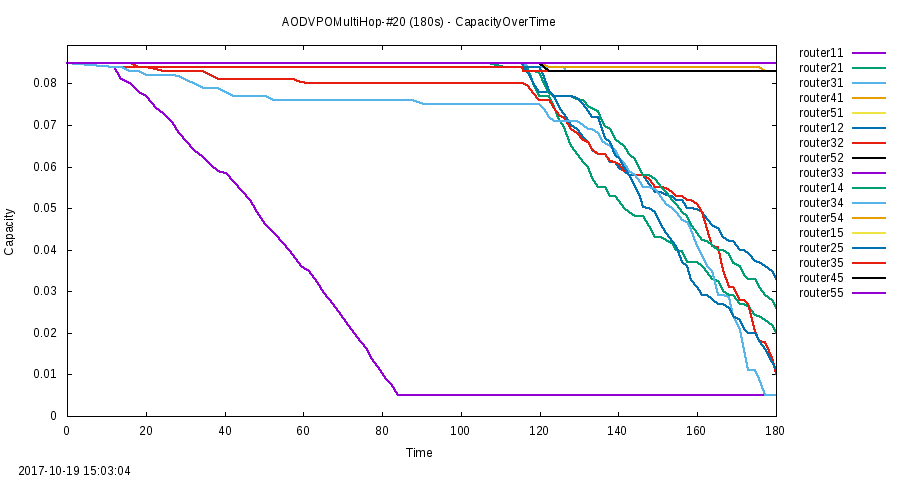 AODVPOMultiHop-#20 (180s) - CapacityOverTime
router11
router21
router31
router41
router51
router12
router32
router52
router33
router14
router34
router54
router15
router25
router35
router45
router55
Capacity
0.08
0.07
0.06
0.05
0.04
0.03
0.02
0.01
0
0 20 40 60 80 100 120 140 160 180
Time
2017-10-19 15:03:04